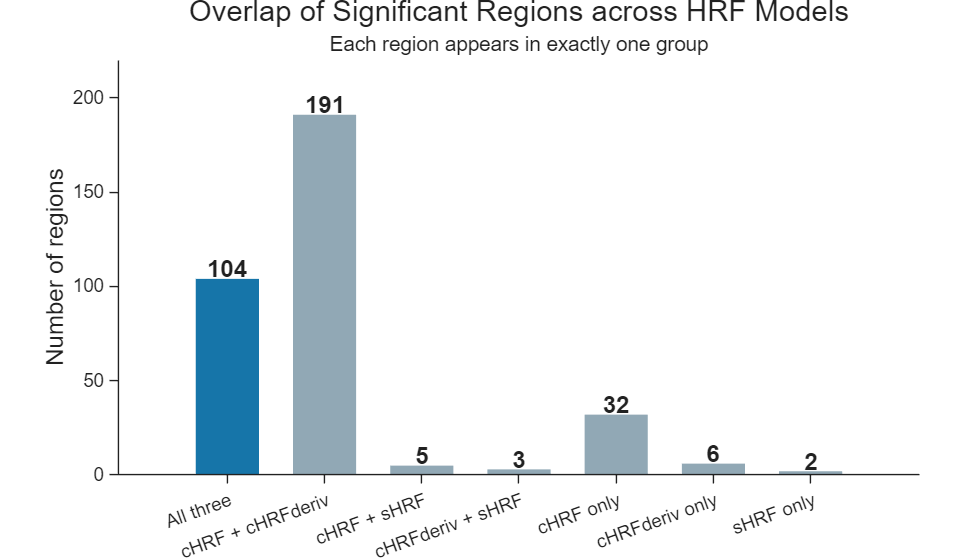 Overlap of Significant Regions across HRF Models
Each region appears in exactly one group
Number of regions
200
150
100
50
0
104
191
5
3
32
6
2
All three
cHRF + cHRFderiv
cHRF + sHRF
cHRFderiv + sHRF
cHRF only
cHRFderiv only
sHRF only